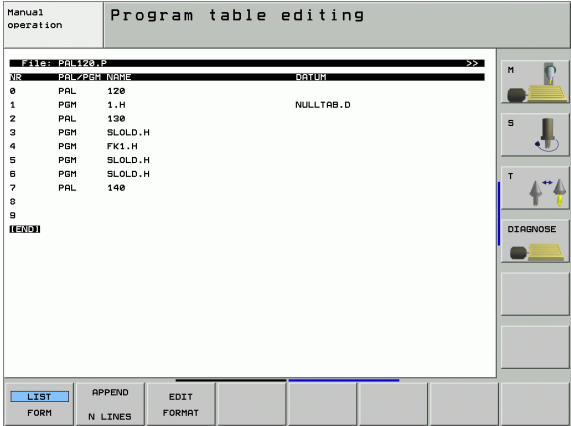 Manual operation
Program table editing
File: PAL120.P >>
NR PAL/PGM NAME DATUM
0 PAL 120
1 PGM 1.H NULLTAB.D
2 PAL 130
3 PGM SLOLD.H
4 PGM FK1.H
5 PGM SLOLD.H
6 PGM SLOLD.H
7 PAL 140
8
9
[END]
M
S
T
DIAGNOSE
LIST
FORM
APPEND
N LINES
EDIT
FORMAT